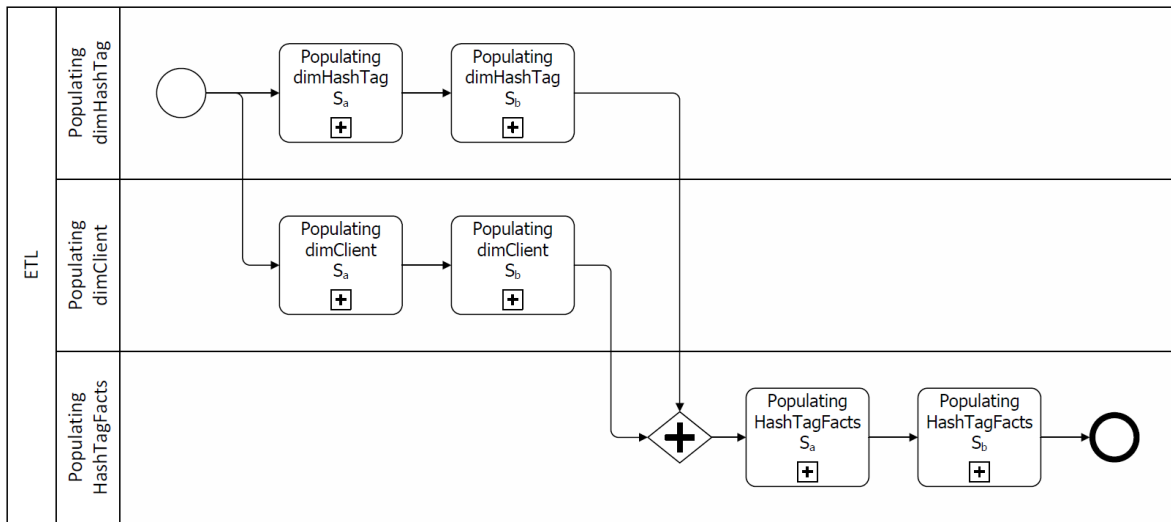 ETL
Populating
dimHashTag
Populating
dimHashTag
Sa
Populating
dimHashTag
Sb
Populating
dimClient
Populating
dimClient
Sa
Populating
dimClient
Sb
Populating
HashTagFacts
Populating
HashTagFacts
Sa
Populating
HashTagFacts
Sb